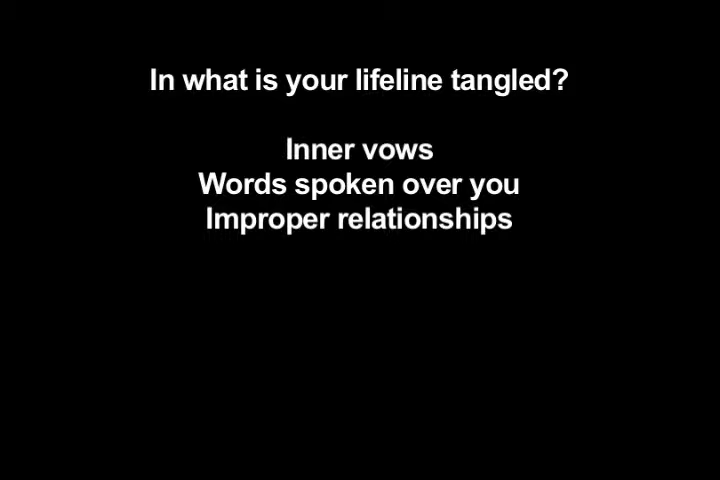 In what is your lifeline tangled?
Inner vows
Words spoken over you
Improper relationships